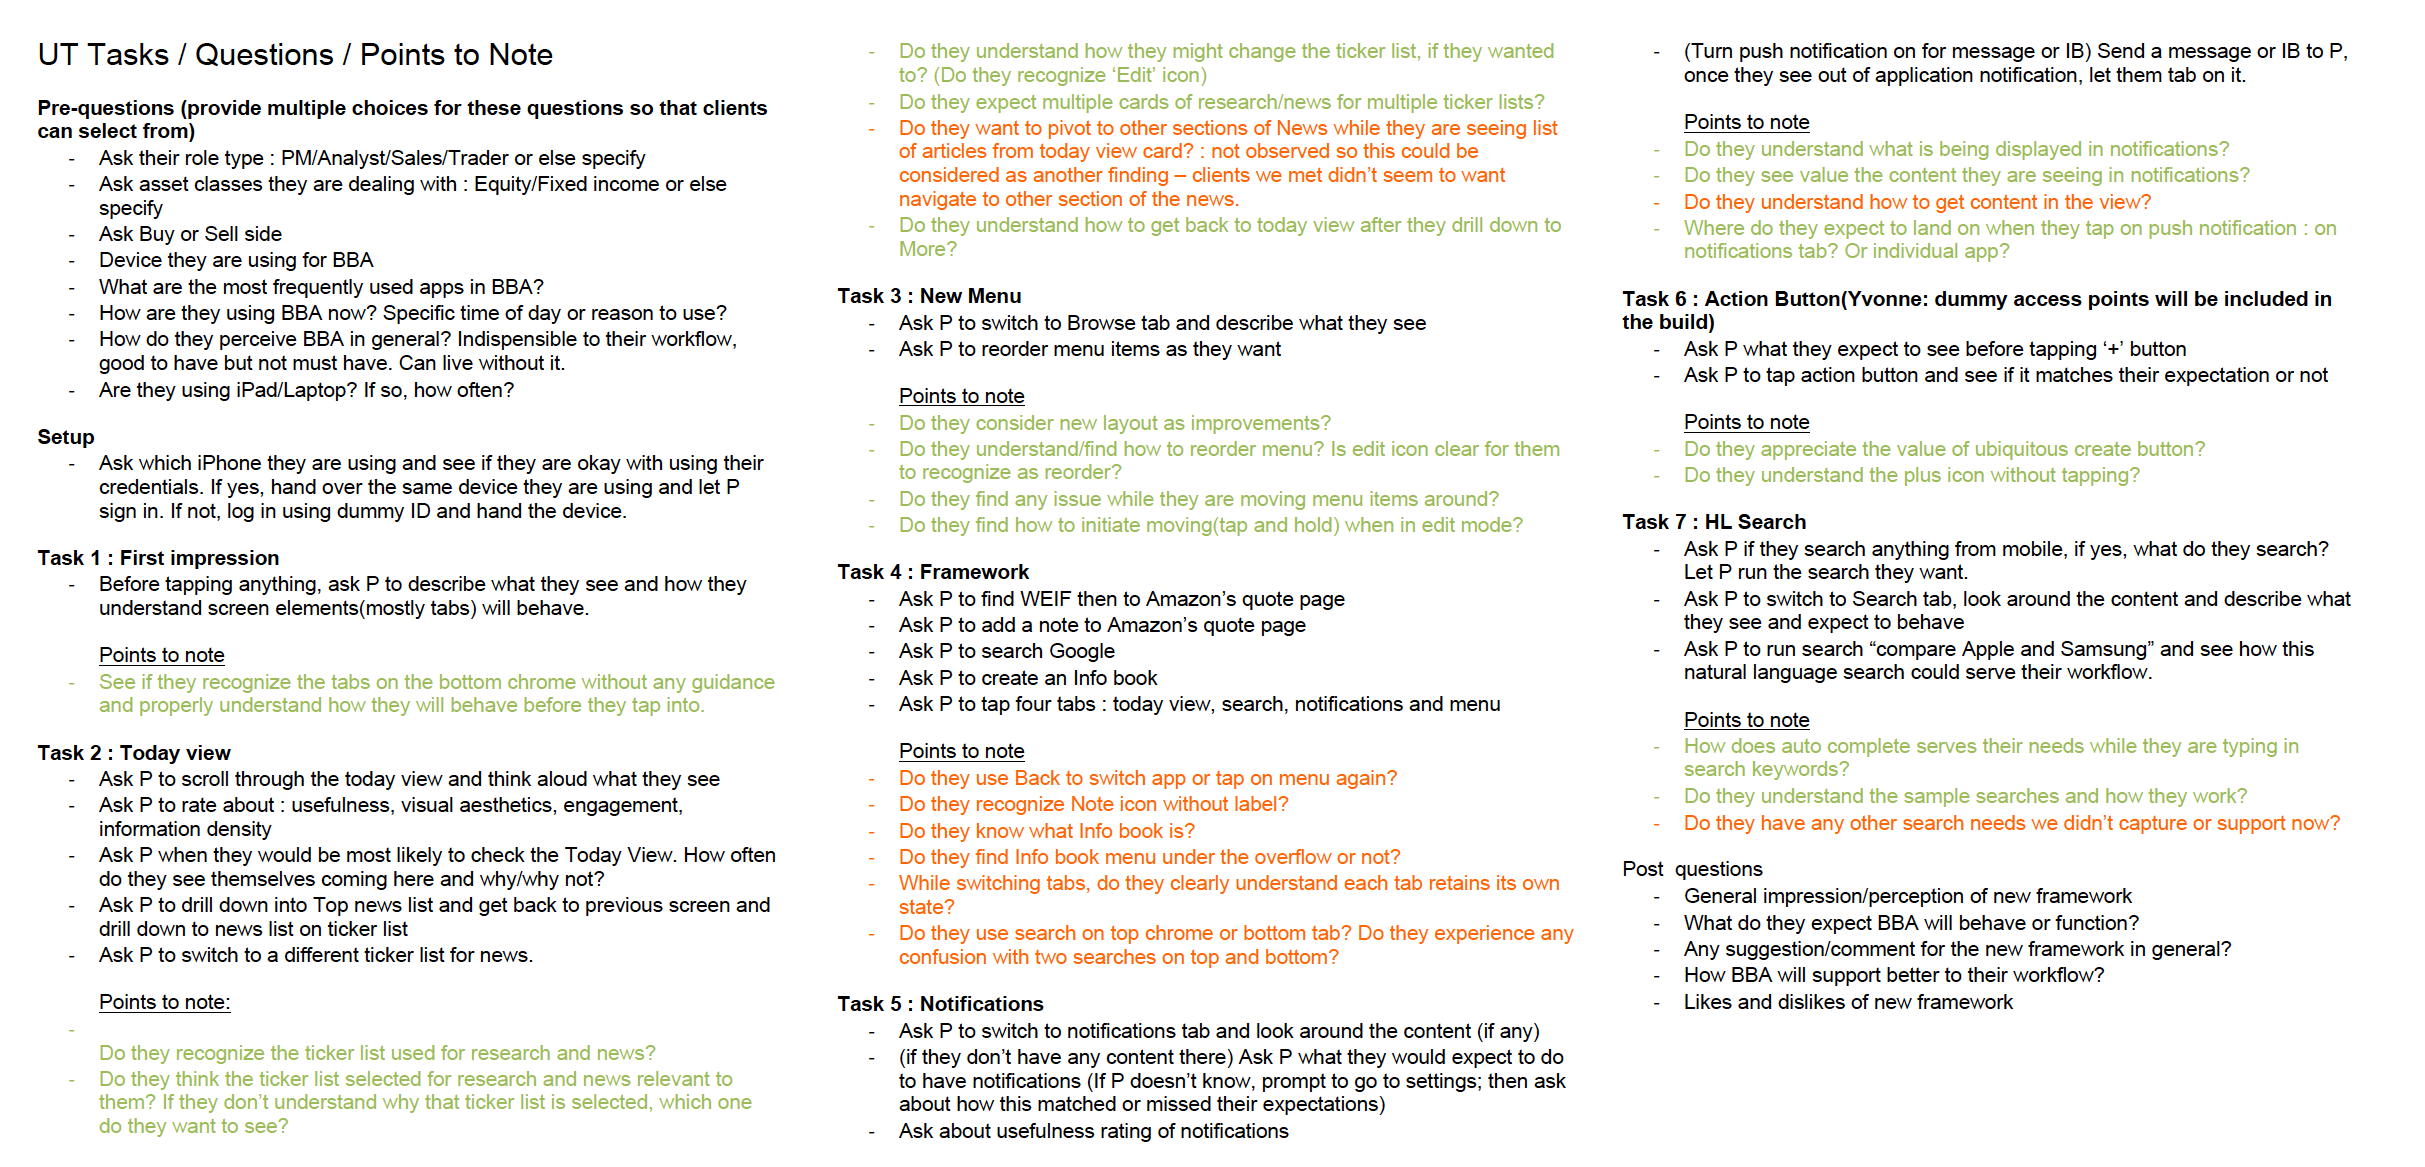 UT Tasks / Questions / Points to Note
Pre-questions (provide multiple choices for these questions so that clients
can select from)
- Ask their role type : PM/Analyst/Sales/Trader or else specify
- Ask asset classes they are dealing with : Equity/Fixed income or else
specify
- Ask Buy or Sell side
- Device they are using for BBA
- What are the most frequently used apps in BBA?
- How are they using BBA now? Specific time of day or reason to use?
- How do they perceive BBA in general? Indispensible to their workflow,
good to have but not must have. Can live without it.
- Are they using iPad/Laptop? If so, how often?
Setup
- Ask which iPhone they are using and see if they are okay with using their
credentials. If yes, hand over the same device they are using and let P
sign in. If not, log in using dummy ID and hand the device.
Task 1 : First impression
- Before tapping anything, ask P to describe what they see and how they
understand screen elements(mostly tabs) will behave.
Points to note
- See if they recognize the tabs on the bottom chrome without any guidance
and properly understand how they will behave before they tap into.
Task 2 : Today view
- Ask P to scroll through the today view and think aloud what they see
- Ask P to rate about : usefulness, visual aesthetics, engagement,
information density
- Ask P when they would be most likely to check the Today View. How often
do they see themselves coming here and why/why not?
- Ask P to drill down into Top news list and get back to previous screen and
drill down to news list on ticker list
- Ask P to switch to a different ticker list for news.
Points to note:
-
Do they recognize the ticker list used for research and news?
- Do they think the ticker list selected for research and news relevant to
them? If they don't understand why that ticker list is selected, which one
do they want to see?
- Do they understand how they might change the ticker list, if they wanted
to? (Do they recognize 'Edit' icon)
- Do they expect multiple cards of research/news for multiple ticker lists?
- Do they want to pivot to other sections of News while they are seeing list
of articles from today view card? : not observed so this could be
considered as another finding – clients we met didn't seem to want
navigate to other section of the news.
- Do they understand how to get back to today view after they drill down to
More?
Task 3 : New Menu
- Ask P to switch to Browse tab and describe what they see
- Ask P to reorder menu items as they want
Points to note
- Do they consider new layout as improvements?
- Do they understand/find how to reorder menu? Is edit icon clear for them
to recognize as reorder?
- Do they find any issue while they are moving menu items around?
- Do they find how to initiate moving(tap and hold) when in edit mode?
Task 4 : Framework
- Ask P to find WEIF then to Amazon's quote page
- Ask P to add a note to Amazon's quote page
- Ask P to search Google
- Ask P to create an Info book
- Ask P to tap four tabs : today view, search, notifications and menu
Points to note
- Do they use Back to switch app or tap on menu again?
- Do they recognize Note icon without label?
- Do they know what Info book is?
- Do they find Info book menu under the overflow or not?
- While switching tabs, do they clearly understand each tab retains its own
state?
- Do they use search on top chrome or bottom tab? Do they experience any
confusion with two searches on top and bottom?
Task 5 : Notifications
- Ask P to switch to notifications tab and look around the content (if any)
- (if they don't have any content there) Ask P what they would expect to do
to have notifications (If P doesn't know, prompt to go to settings; then ask
about how this matched or missed their expectations)
- Ask about usefulness rating of notifications
- (Turn push notification on for message or IB) Send a message or IB to P,
once they see out of application notification, let them tab on it.
Points to note
- Do they understand what is being displayed in notifications?
- Do they see value the content they are seeing in notifications?
- Do they understand how to get content in the view?
- Where do they expect to land on when they tap on push notification : on
notifications tab? Or individual app?
Task 6 : Action Button(Yvonne: dummy access points will be included in
the build)
- Ask P what they expect to see before tapping '+' button
- Ask P to tap action button and see if it matches their expectation or not
Points to note
- Do they appreciate the value of ubiquitous create button?
- Do they understand the plus icon without tapping?
Task 7 : HL Search
- Ask P if they search anything from mobile, if yes, what do they search?
Let P run the search they want.
- Ask P to switch to Search tab, look around the content and describe what
they see and expect to behave
- Ask P to run search “compare Apple and Samsung” and see how this
natural language search could serve their workflow.
Points to note
- How does auto complete serves their needs while they are typing in
search keywords?
- Do they understand the sample searches and how they work?
- Do they have any other search needs we didn't capture or support now?
Post questions
- General impression/perception of new framework
- What do they expect BBA will behave or function?
- Any suggestion/comment for the new framework in general?
- How BBA will support better to their workflow?
- Likes and dislikes of new framework